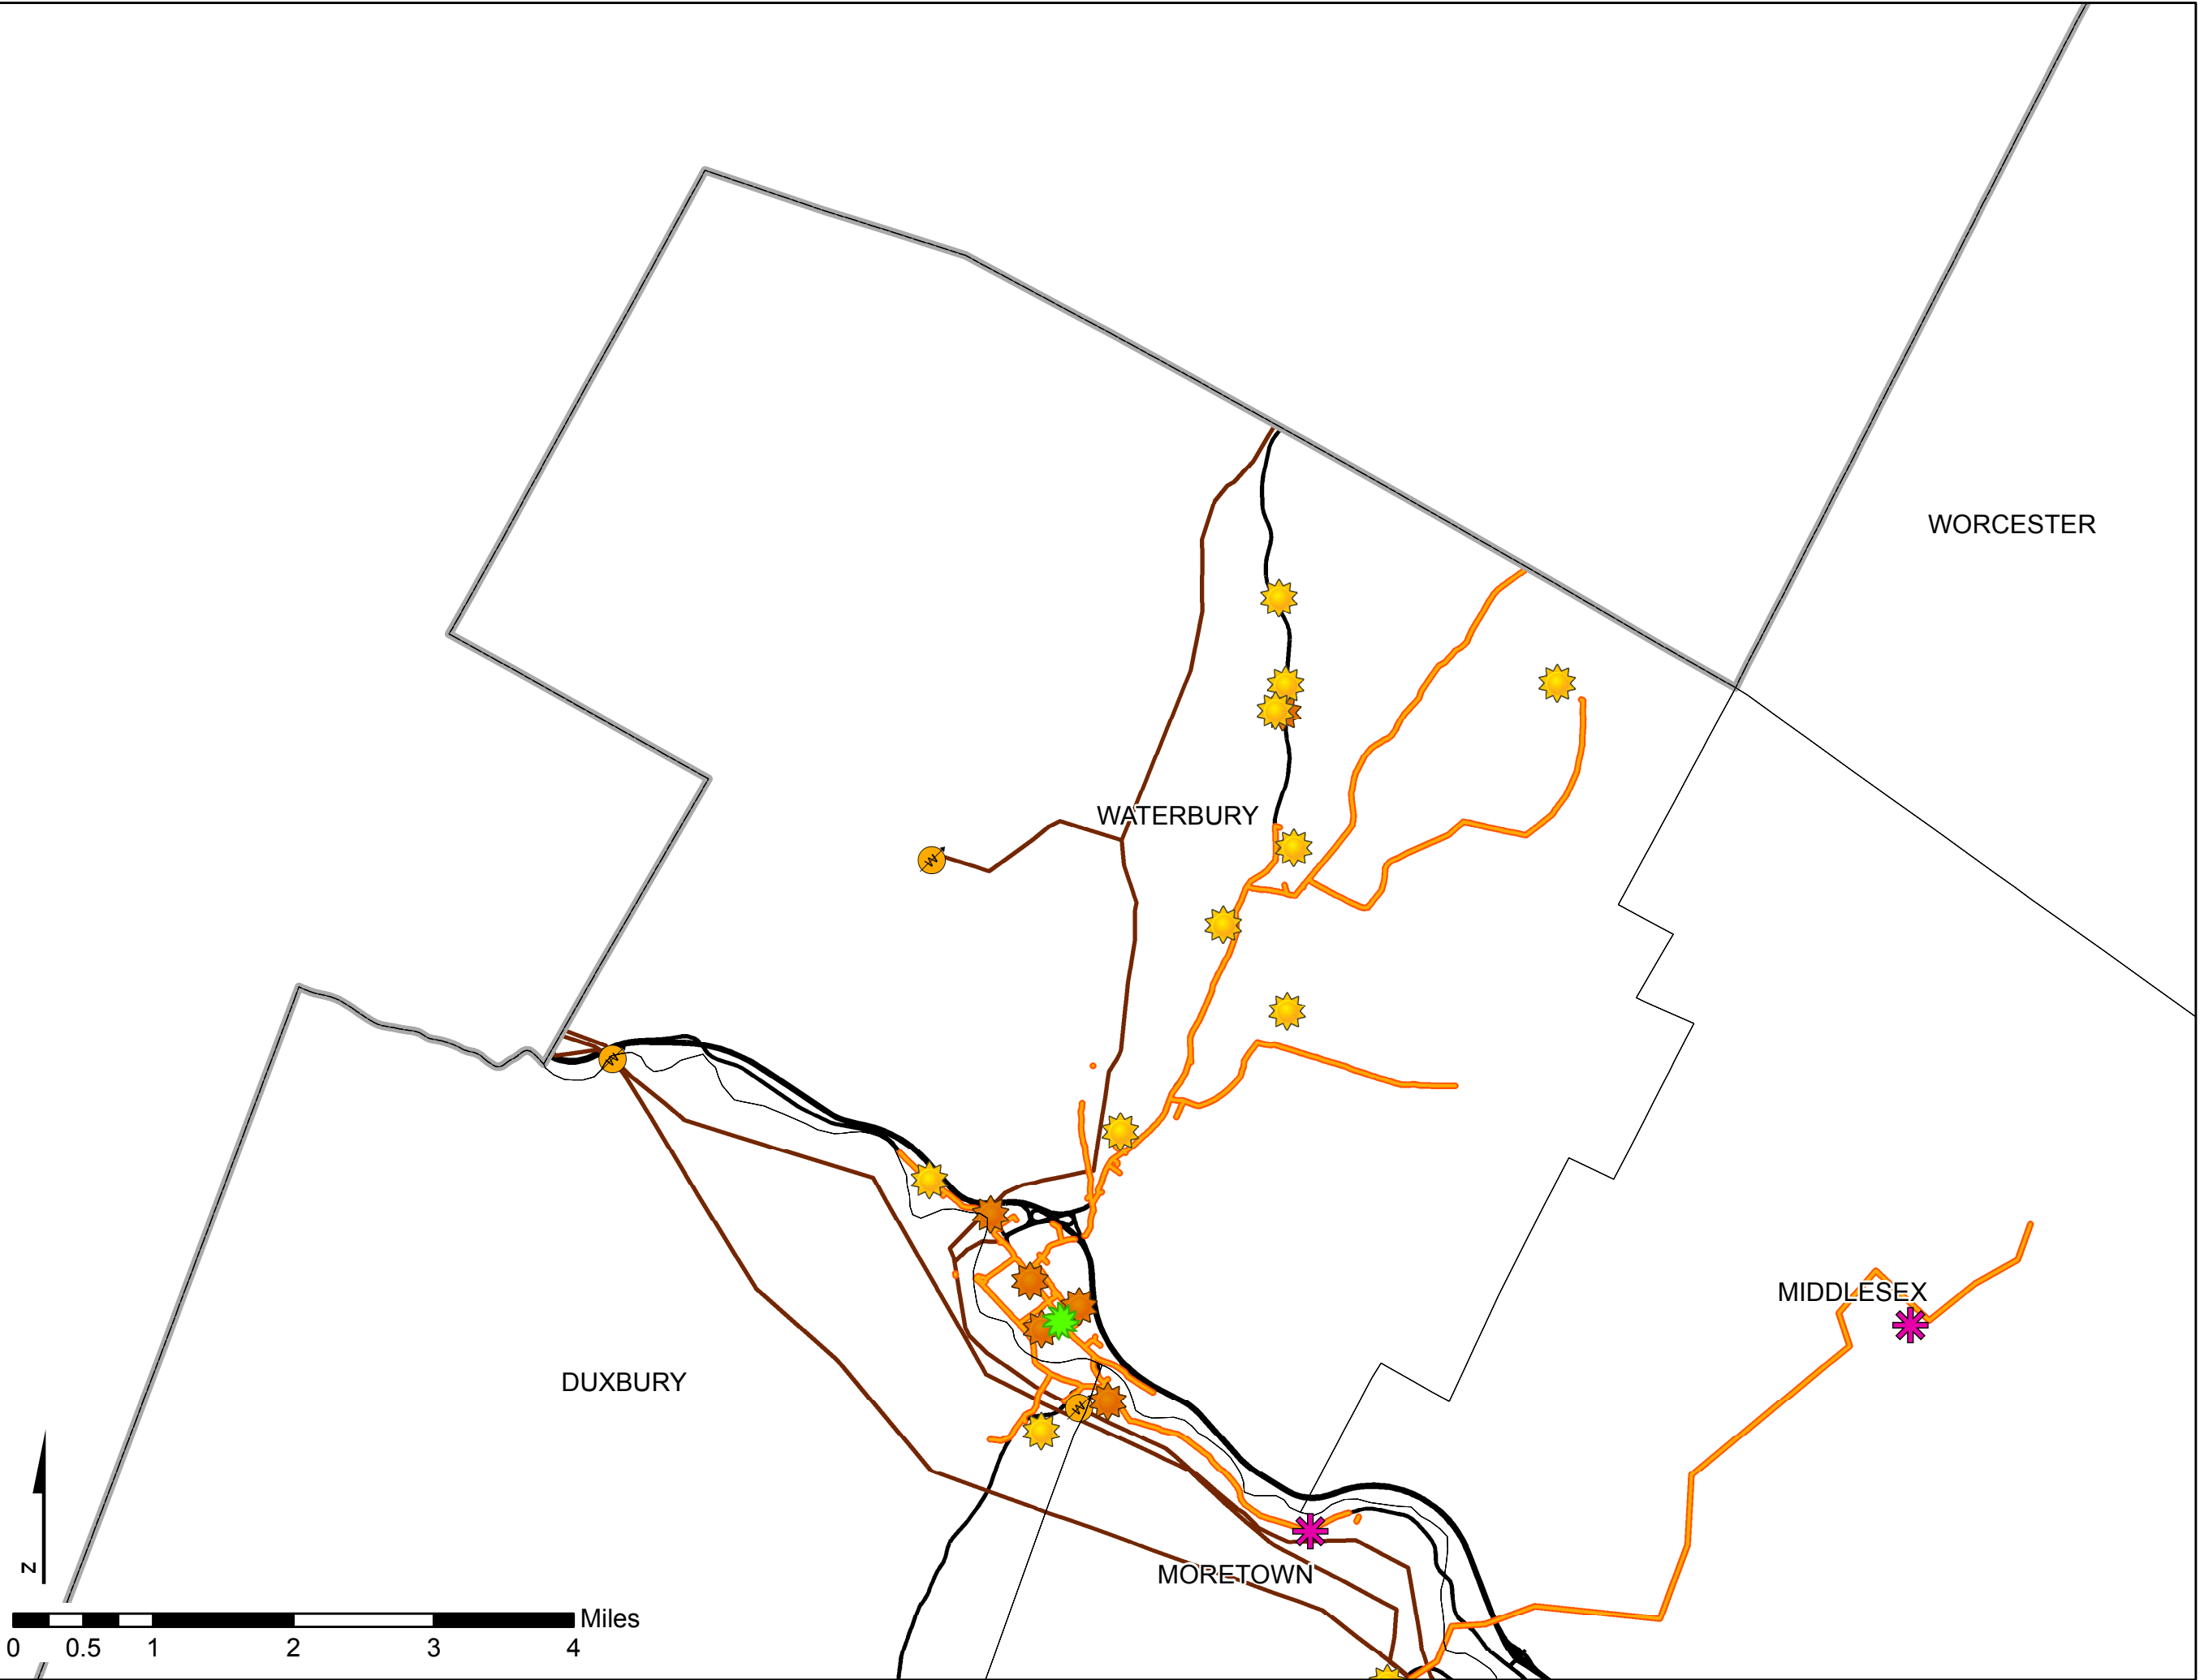 WORCESTER
WATERBURY
W
W
MIDDLESEX
DUXBURY
W
MORETOWN
N
Miles
0 0.5 1 2 3 4